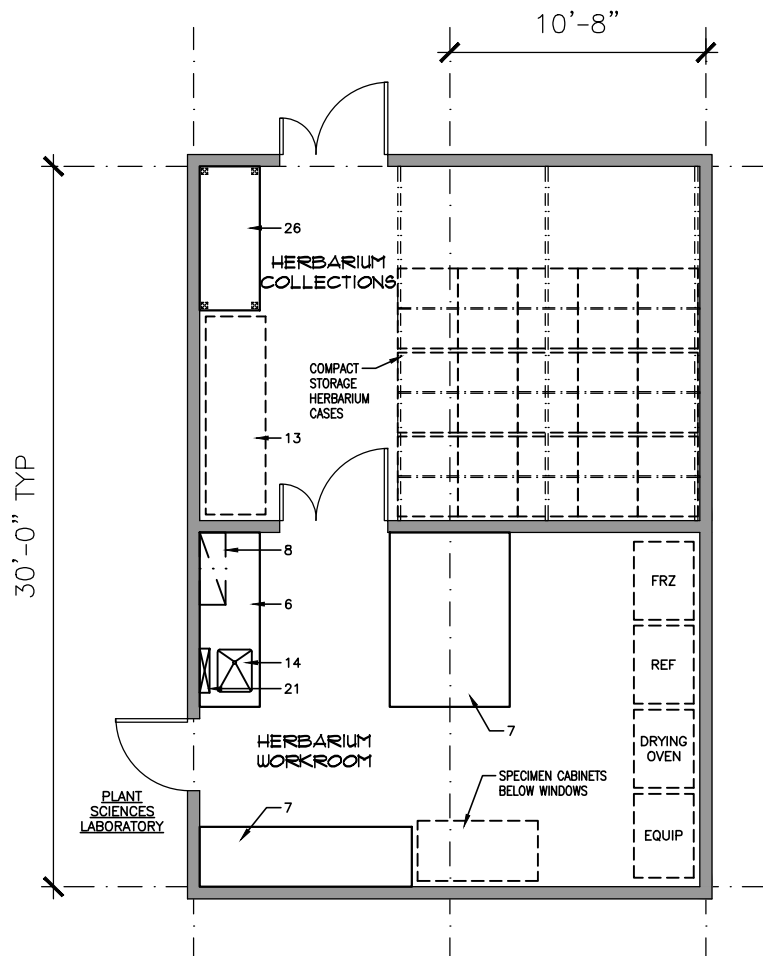 10'-8"
26
HERBARIUM
COLLECTIONS
COMPACT
STORAGE
HERBARIUM
CASES
13
30'-0" TYP
8
6
14
21
FRZ
REF
DRYING
OVEN
EQUIP
7
HERBARIUM
WORKROOM
SPECIMEN CABINETS
BELOW WINDOWS
PLANT
SCIENCES
LABORATORY
7